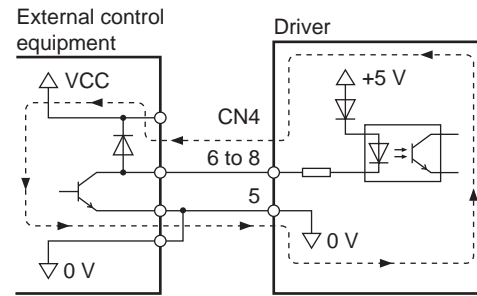 External control
equipment
Driver
VCC
CN4
+5 V
6 to 8
5
0 V
0 V